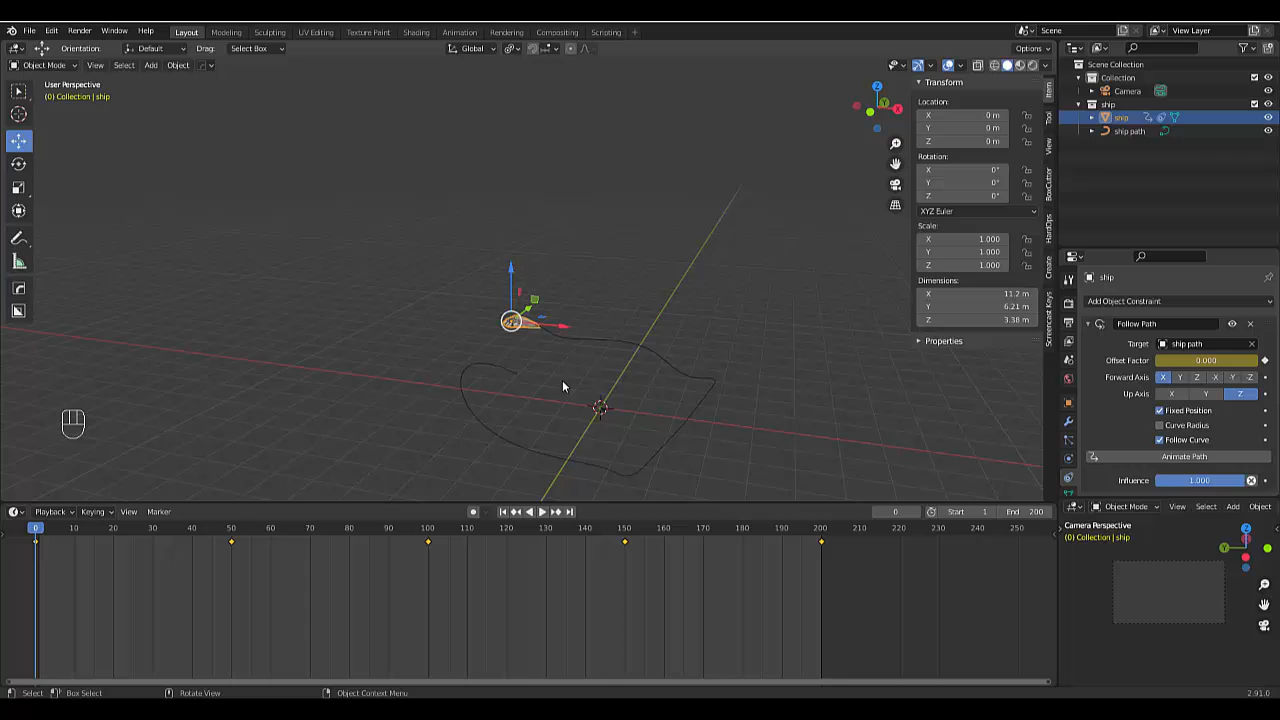 File Edit Render Window Help Layout Modeling Sculpting UV Editing Texture Paint Shading Animation Rendering Compositing Scripting + Scene View Layer
Orientation: Default Drag: Select Box Global Options
Object Mode View Select Add Object
User Perspective
(0) Collection | ship
Transform
Location:
X 0 m
Y 0 m
Z 0 m
Rotation:
X 0°
Y 0°
Z 0°
XYZ Euler
Scale:
X 1.000
Y 1.000
Z 1.000
Dimensions:
X 11.2 m
Y 6.21 m
Z 3.38 m
Properties
Item
Tool
View
BoxCutter
HardOps
Create
Screencast Keys
Z
X
Y
Scene Collection
Collection
Camera
ship
ship
ship path
ship
Add Object Constraint
Follow Path
Target ship path
Offset Factor 0.000
Forward Axis X Y Z -X -Y -Z
Up Axis X Y Z
Fixed Position
Curve Radius
Follow Curve
Animate Path
Influence 1.000
Playback Keying View Marker 0 Start 1 End 200
0 10 20 30 40 50 60 70 80 90 100 110 120 130 140 150 160 170 180 190 200 210 220 230 240 250
Object Mode View Select Add Object
Camera Perspective
(0) Collection | ship
Z
Y
Select Box Select Rotate View Object Context Menu 2.91.0